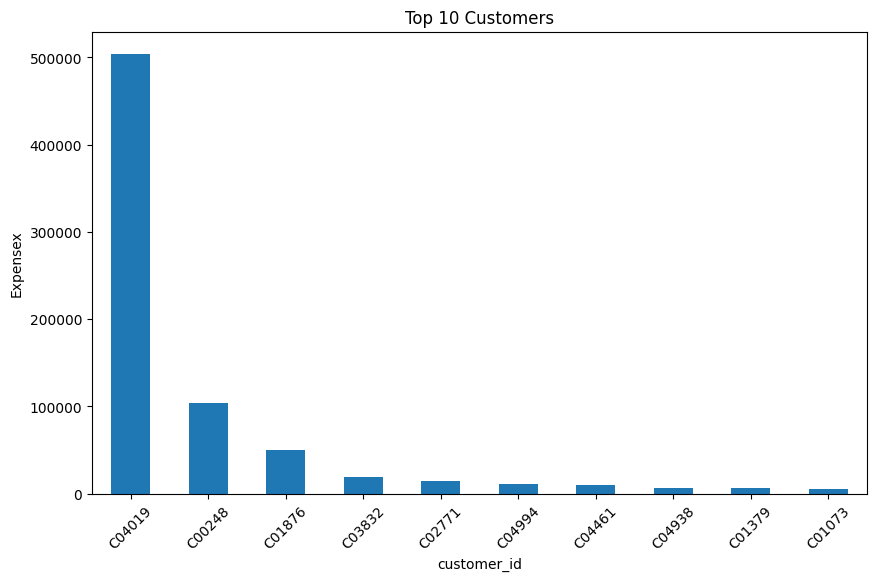 Top 10 Customers
500000
400000
300000
200000
100000
0
Expensex
C04019
C00248
C01876
C03832
C02771
C04994
C04461
C04938
C01379
C01073
customer_id